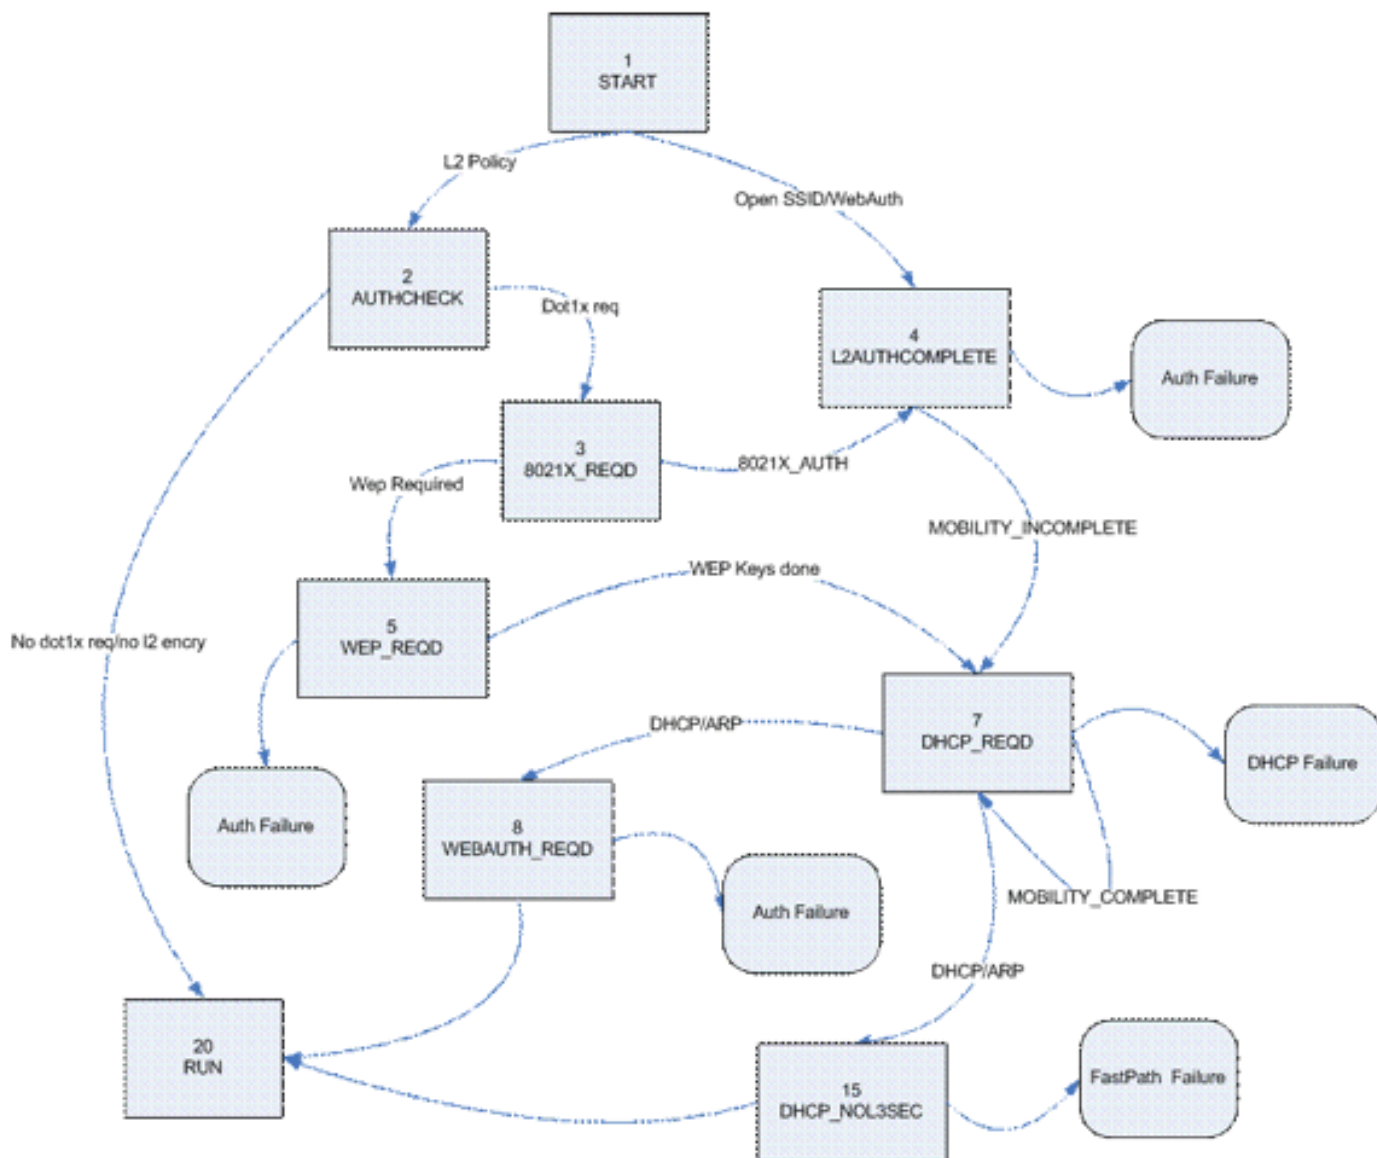 1
START
L2 Policy
Open SSID/WebAuth
2
AUTHCHECK
Dot1x req
4
L2AUTHCOMPLETE
Auth Failure
3
8021X_REQD
8021X_AUTH
Wep Required
MOBILITY_INCOMPLETE
WEP Keys done
5
WEP_REQD
No dot1x req/no l2 encry
7
DHCP_REQD
DHCP/ARP
DHCP Failure
Auth Failure
8
WEBAUTH_REQD
MOBILITY_COMPLETE
Auth Failure
DHCP/ARP
20
RUN
15
DHCP_NOL3SEC
FastPath Failure